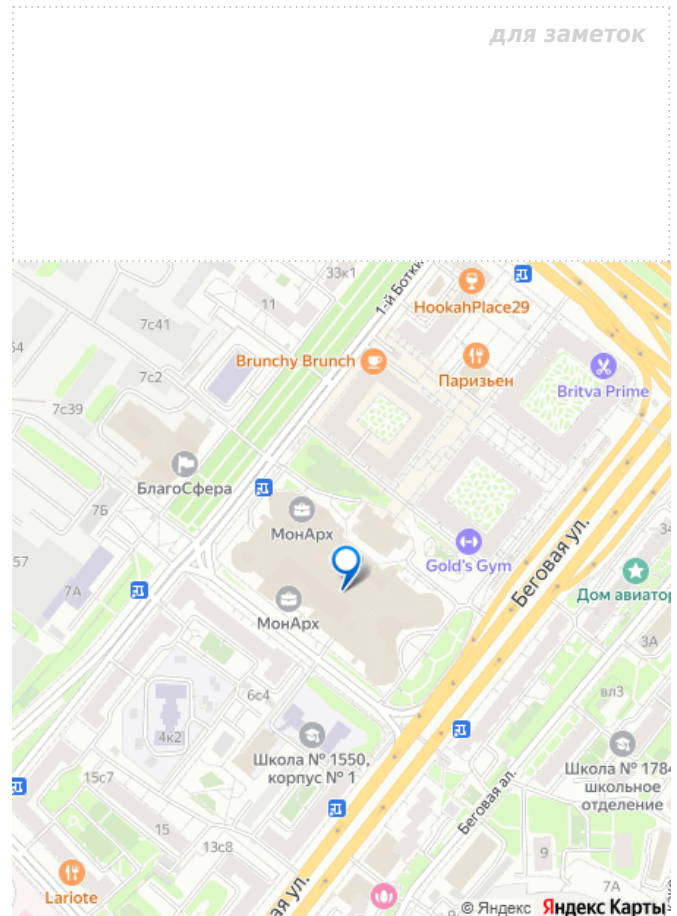 для заметок
33к1
1-й Ботки
HookahPlace29
11
7с41
54
Brunchy Brunch
Паризьен
Britva Prime
7с2
7с39
БлагоСфера
7Б
МонАрх
Gold's Gym
Беговая ул.
34
57
7А
Дом авиатор
МонАрх
3А
6с4
вл3
4к2
Школа № 1550,
корпус № 1
Школа № 1784
школьное
отделение
15с7
Беговая ал.
15
13с8
9
Lariote
7А
ая ул.
© Яндекс Яндекс Карты